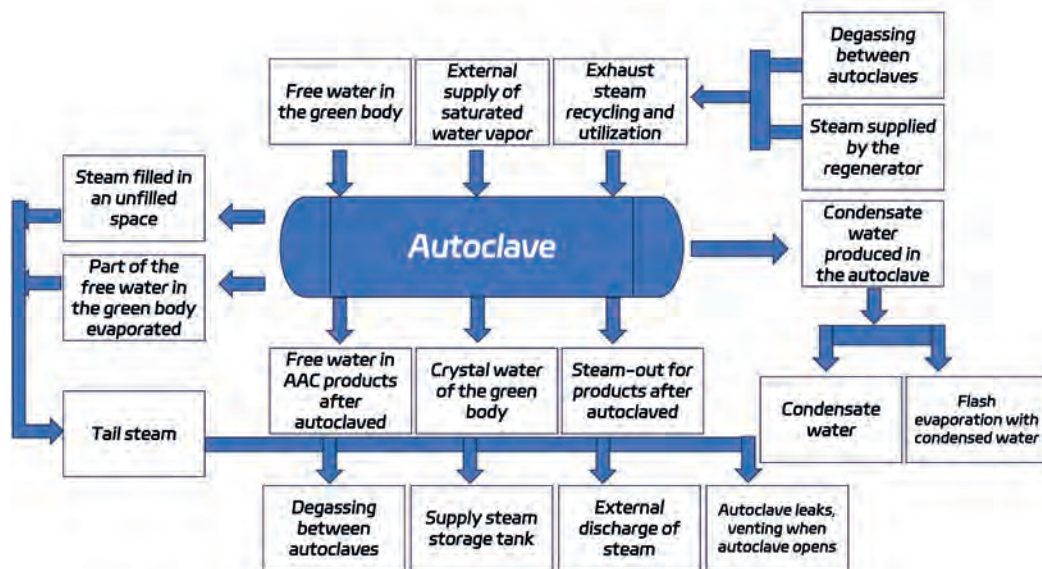 Degassing
between
autoclaves
Free water in
the green body
External
supply of
saturated
water vapor
Exhaust
steam
recycling and
utilization
Steam supplied
by the
regenerator
Steam filled in
an unfilled
space
Autoclave
Condensate
water
produced in
the autoclave
Part of the
free water in
the green body
evaporated
Free water in
AAC products
after
autoclaved
Crystal water
of the green
body
Steam-out for
products after
autoclaved
Condensate
water
Flash
evaporation with
condensed water
Tail steam
Degassing
between
autoclaves
Supply steam
storage tank
External
discharge of
steam
Autoclave leaks,
venting when
autoclave opens